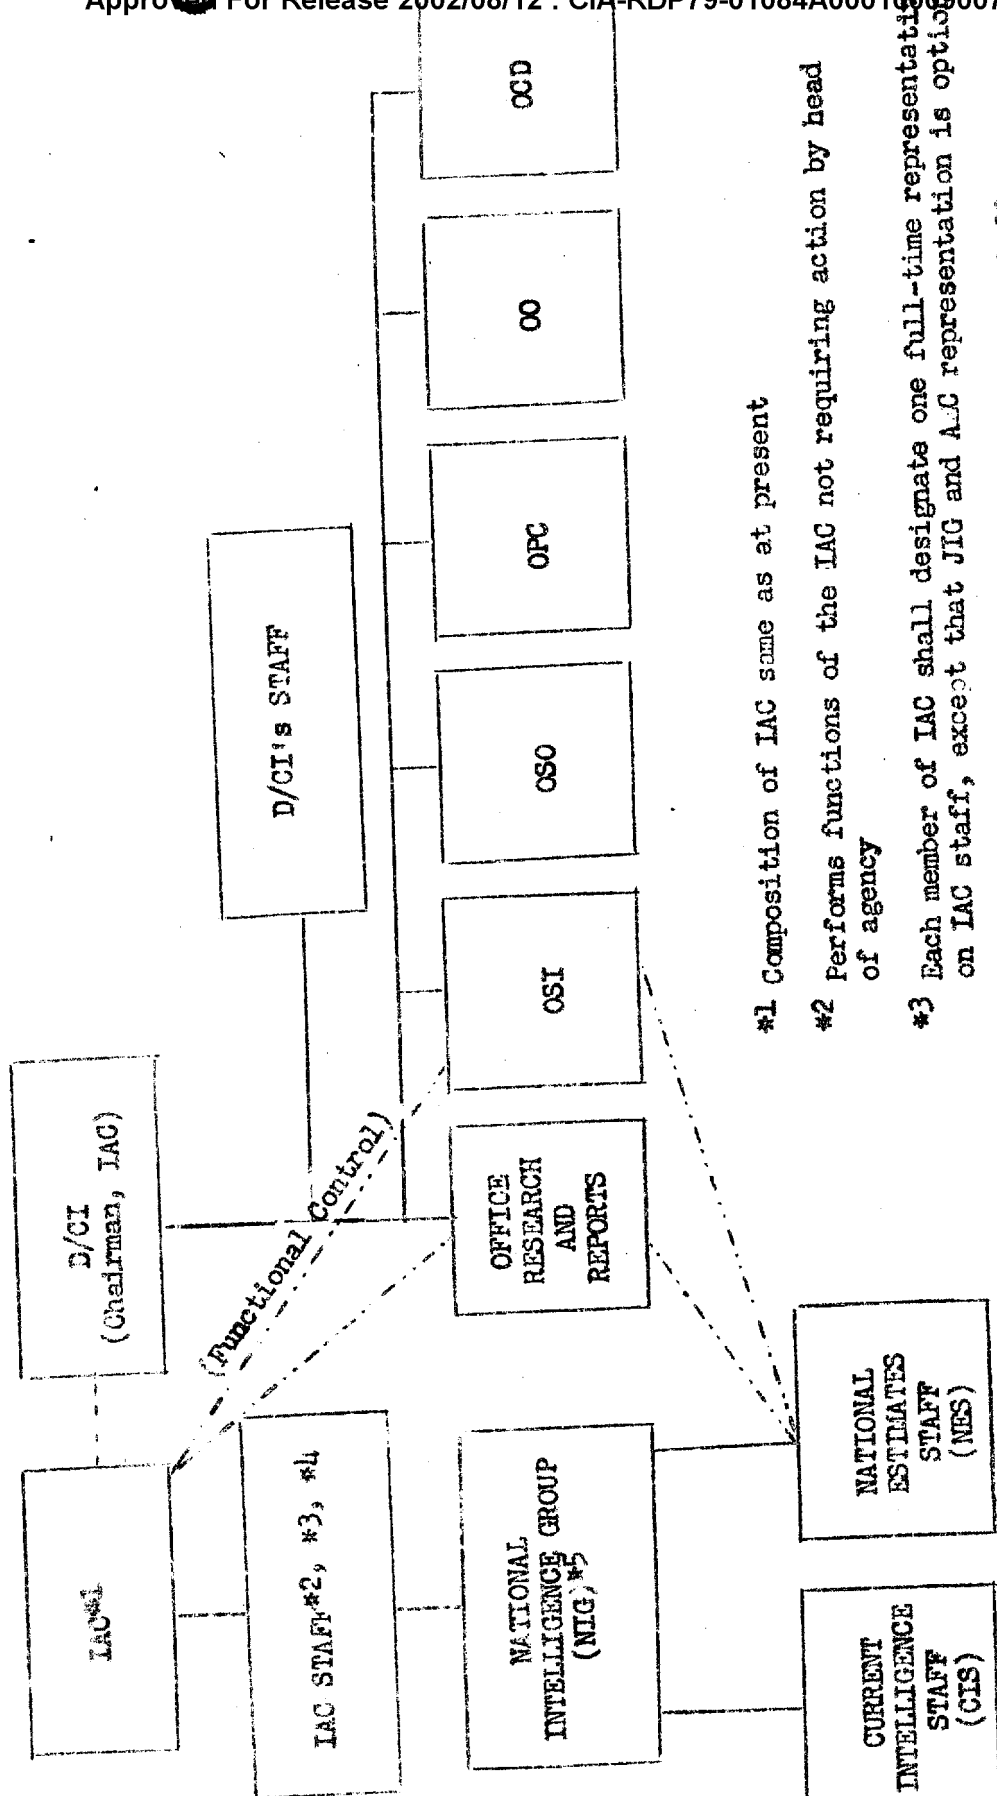 Approved For Release 2002/08/12 : CIA-RDP79-01084A0001
D/CI
(Chairman, IAC)
D/CI's STAFF
IAC*1
(Functional Control)
IAC STAFF*2, *3, *4
NATIONAL
INTELLIGENCE GROUP
(NIG)*5
OFFICE
RESEARCH
AND
REPORTS
OSI
OSO
OPC
OO
OCD
CURRENT
INTELLIGENCE
STAFF
(CIS)
NATIONAL
ESTIMATES
STAFF
(NES)
*1 Composition of IAC same as at present
*2 Performs functions of the IAC not requiring action by head
of agency
*3 Each member of IAC shall designate one full-time representati
on IAC staff, except that JIG and A.C representation is optio